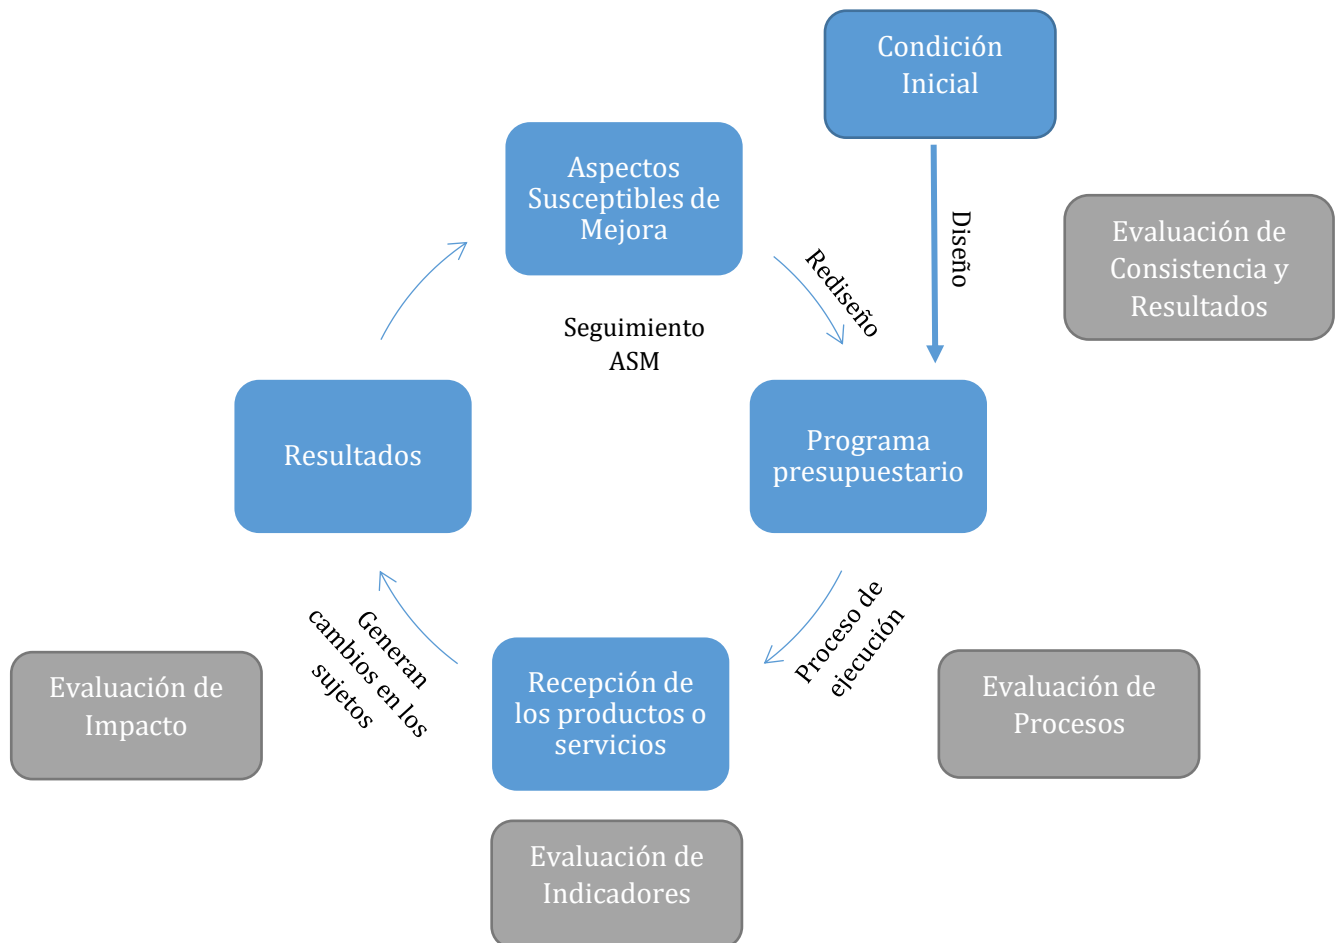 Condición
Inicial
Aspectos
Susceptibles de
Mejora
Diseño
Evaluación de
Consistencia y
Resultados
Rediseño
Seguimiento
ASM
Resultados
Programa
presupuestario
Generan
cambios en los
sujetos
Proceso de
ejecución
Evaluación de
Impacto
Recepción de
los productos o
servicios
Evaluación de
Procesos
Evaluación de
Indicadores